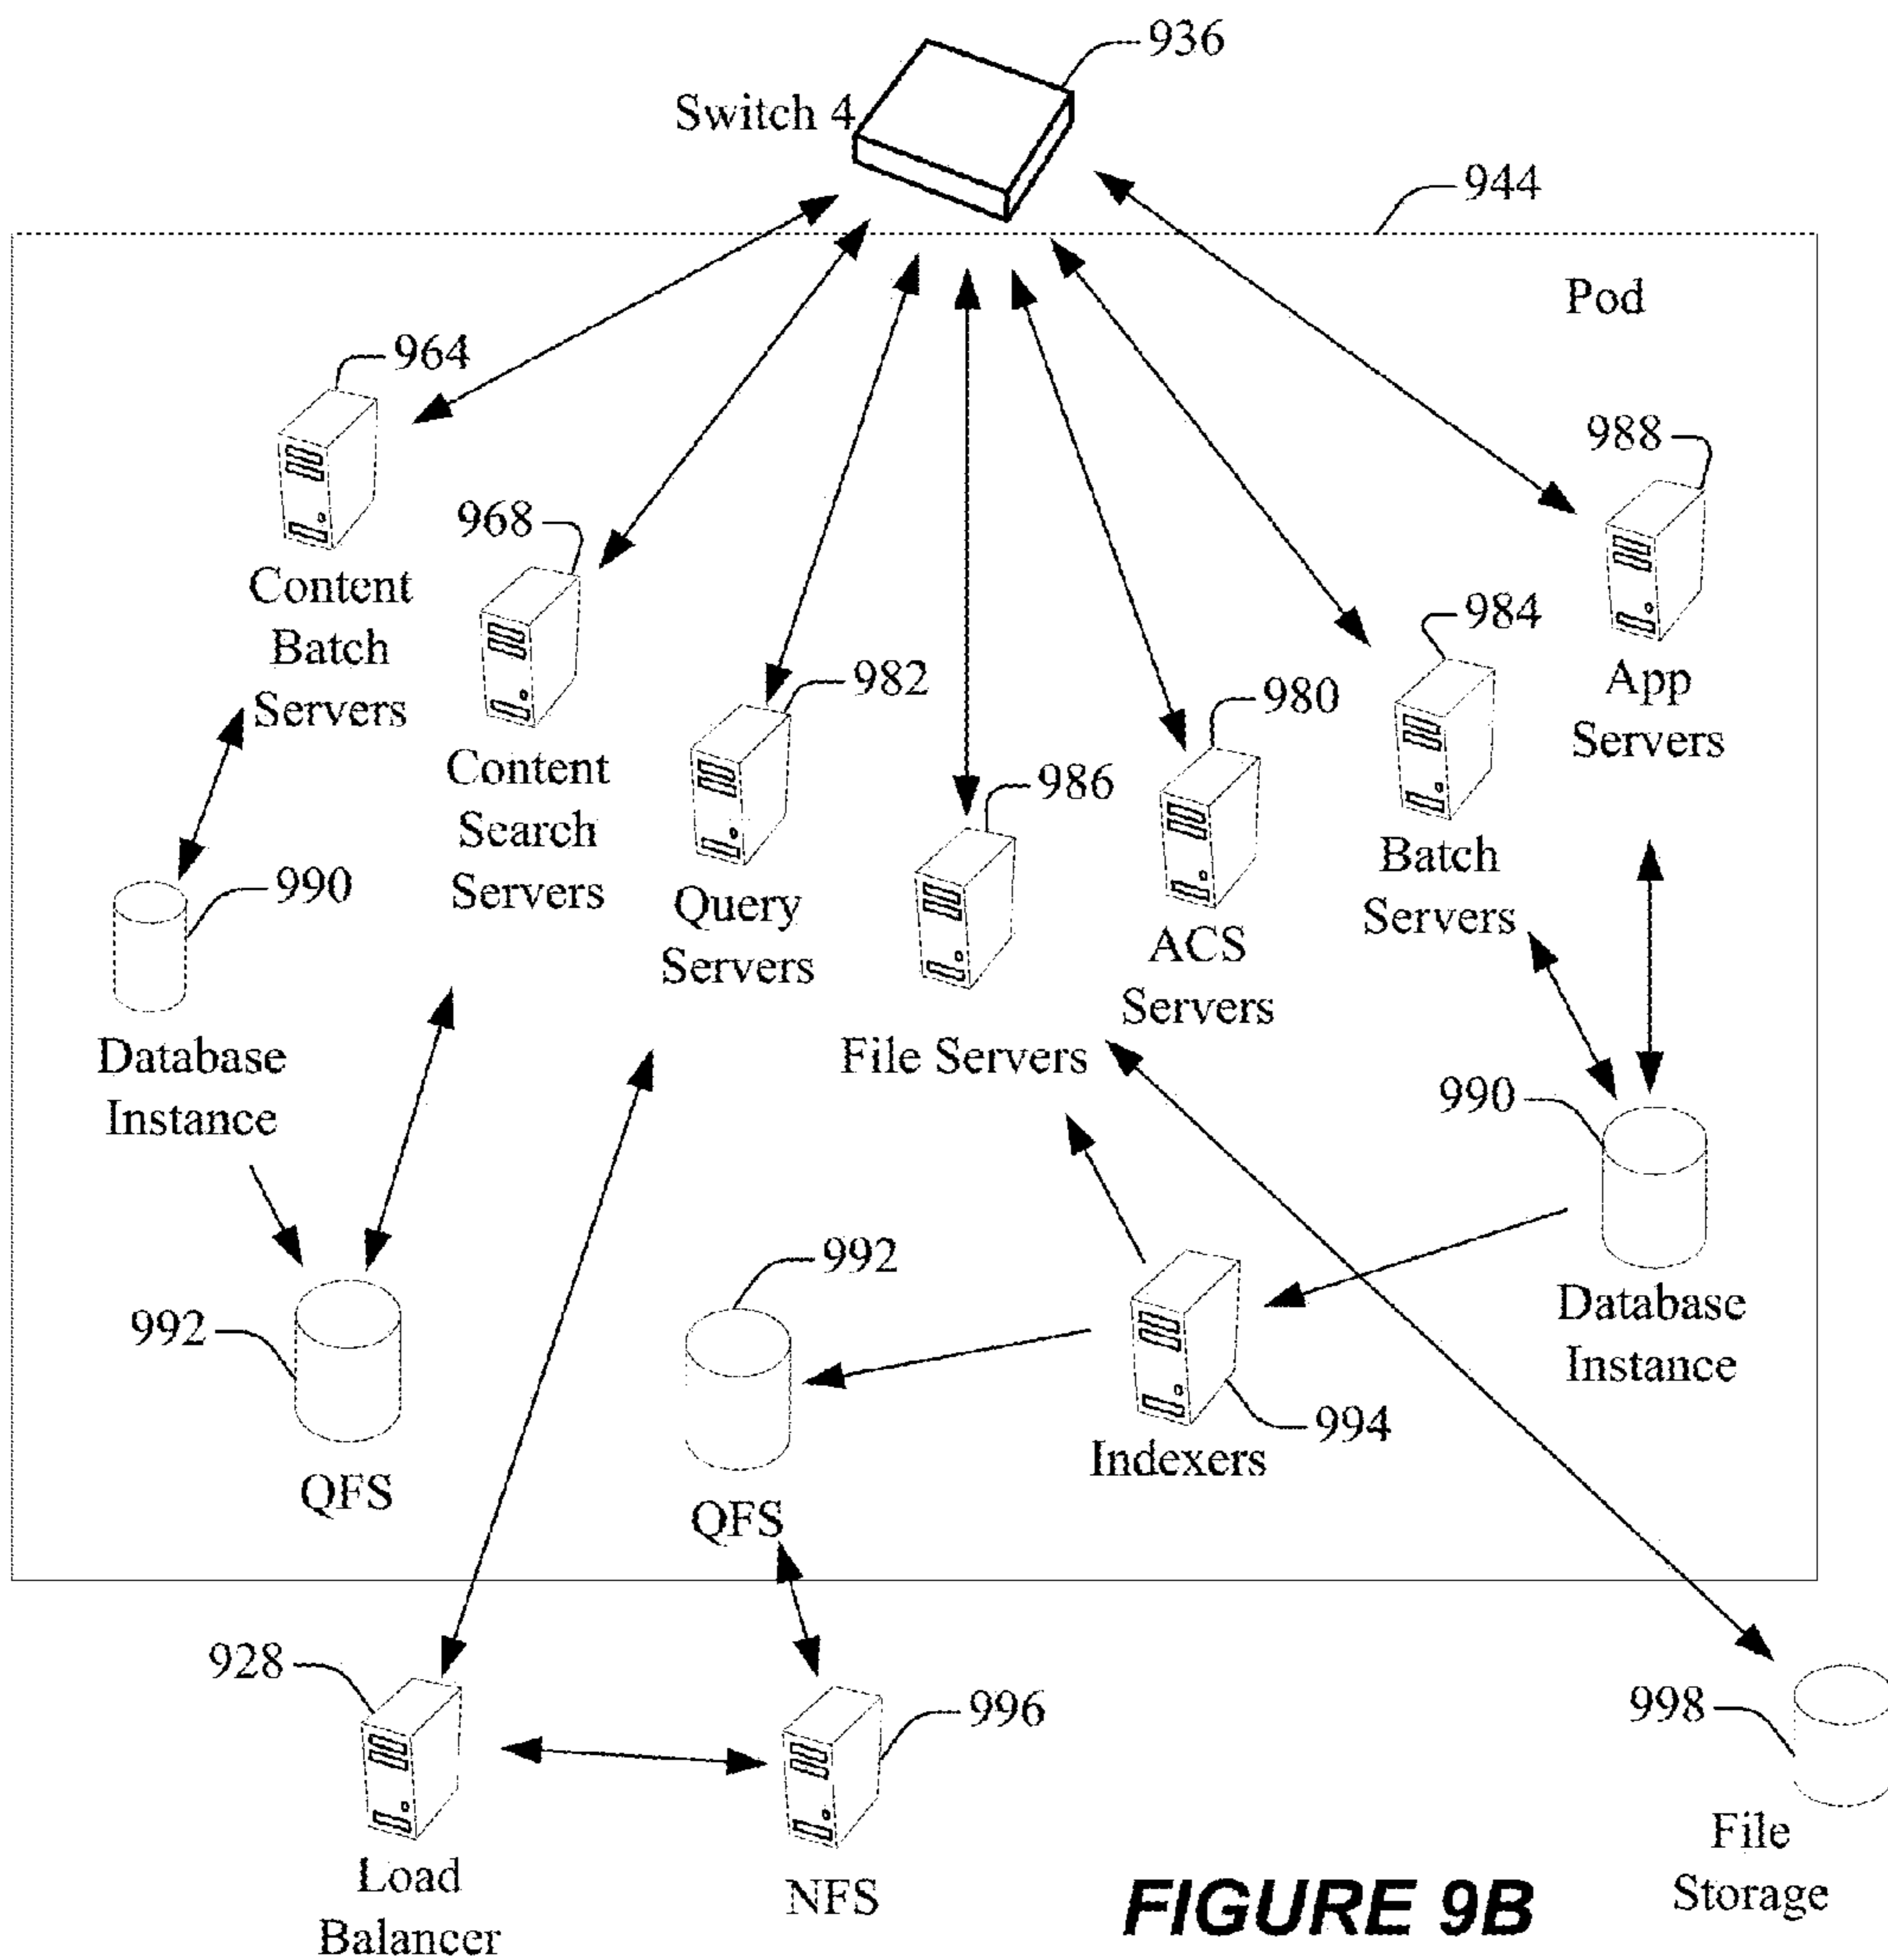 936
Switch 4
944
Pod
964
988
968
Content
Batch
Servers
984
982
980
App
Servers
Content
Search
Servers
986
Batch
Servers
990
Query
Servers
ACS
Servers
Database
Instance
File Servers
990
992
992
Database
Instance
994
Indexers
QFS
QFS
928
996
998
Load
Balancer
NFS
File
Storage
FIGURE 9B